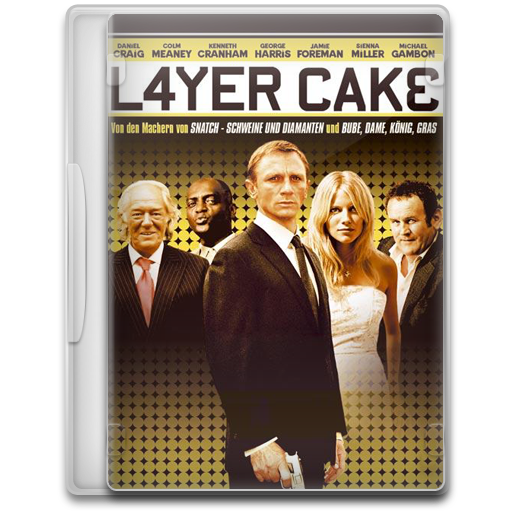 DANIEL CRAIG COLM MEANEY KENNETH CRANHAM GEORGE HARRIS JAMIE FOREMAN SIENNA MILLER MICHAEL GAMBON
L4YER CAKE
Von den Machern von SNATCH - SCHWEINE UND DIAMANTEN und BUBE, DAME, KÖNIG, GRAS